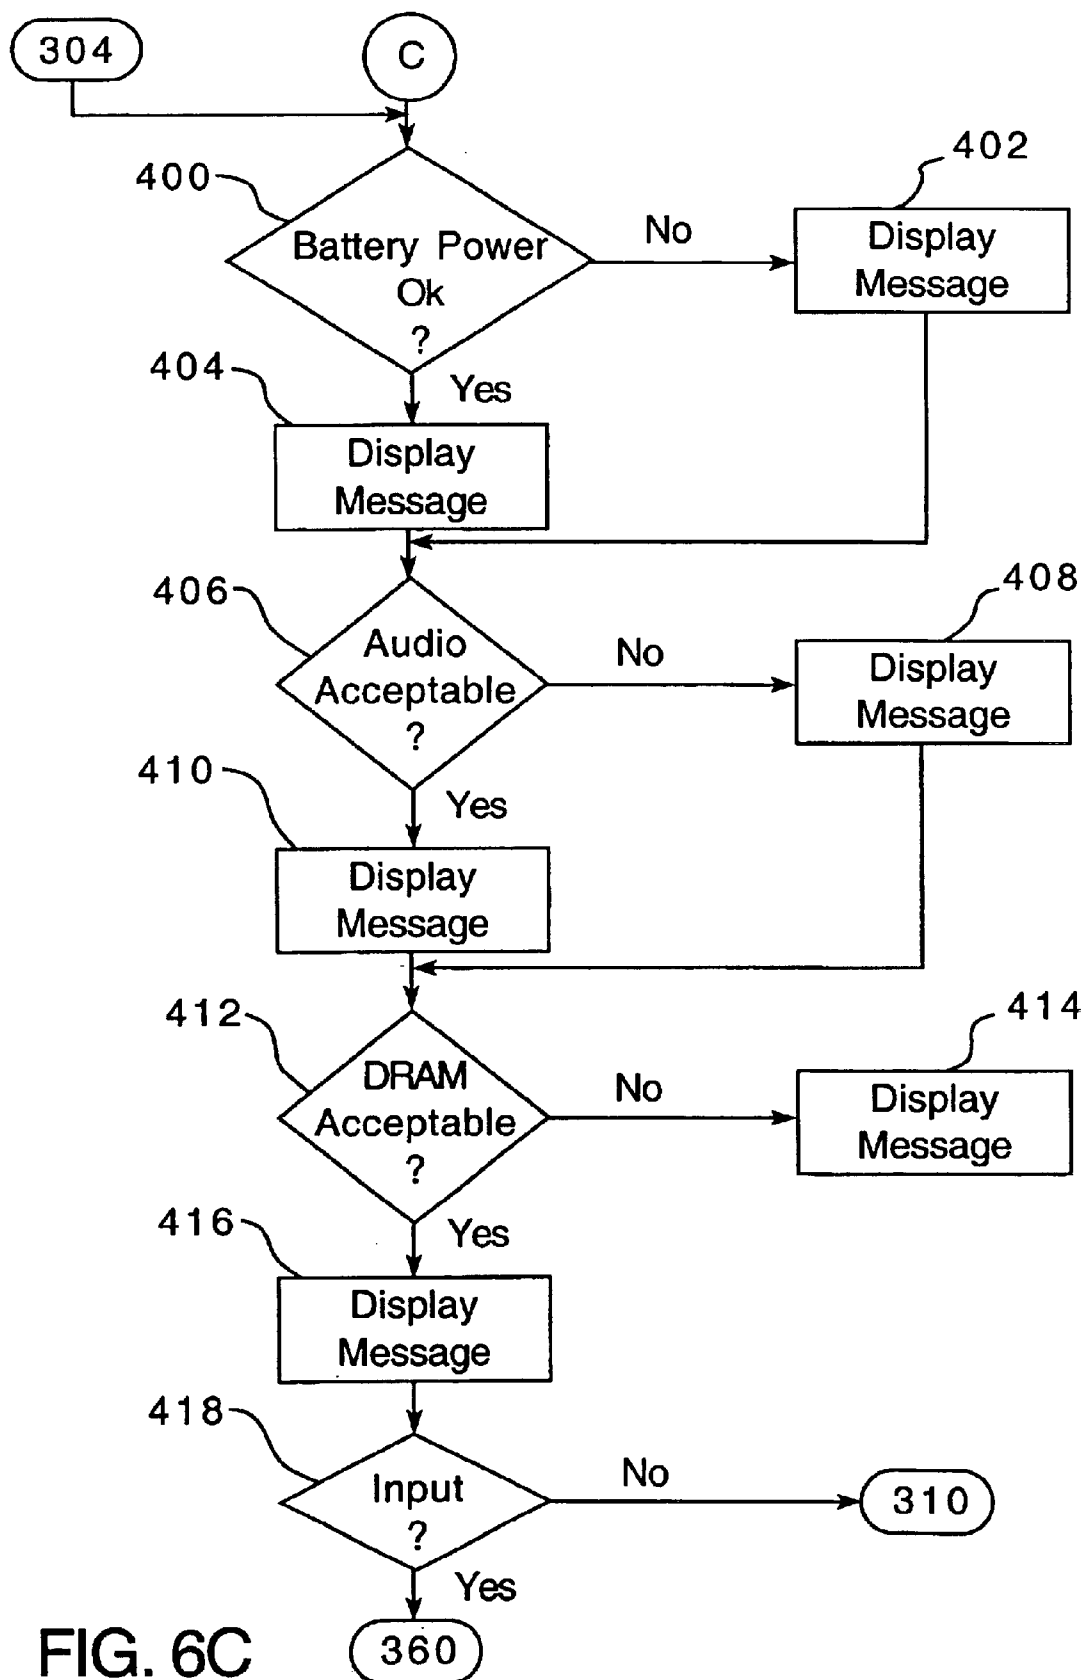 304
C
400
Battery Power
Ok
?
No
402
Display
Message
404
Yes
Display
Message
406
Audio
Acceptable
?
No
408
Display
Message
410
Yes
Display
Message
412
DRAM
Acceptable
?
No
414
Display
Message
416
Yes
Display
Message
418
Input
?
No
310
Yes
360
FIG. 6C